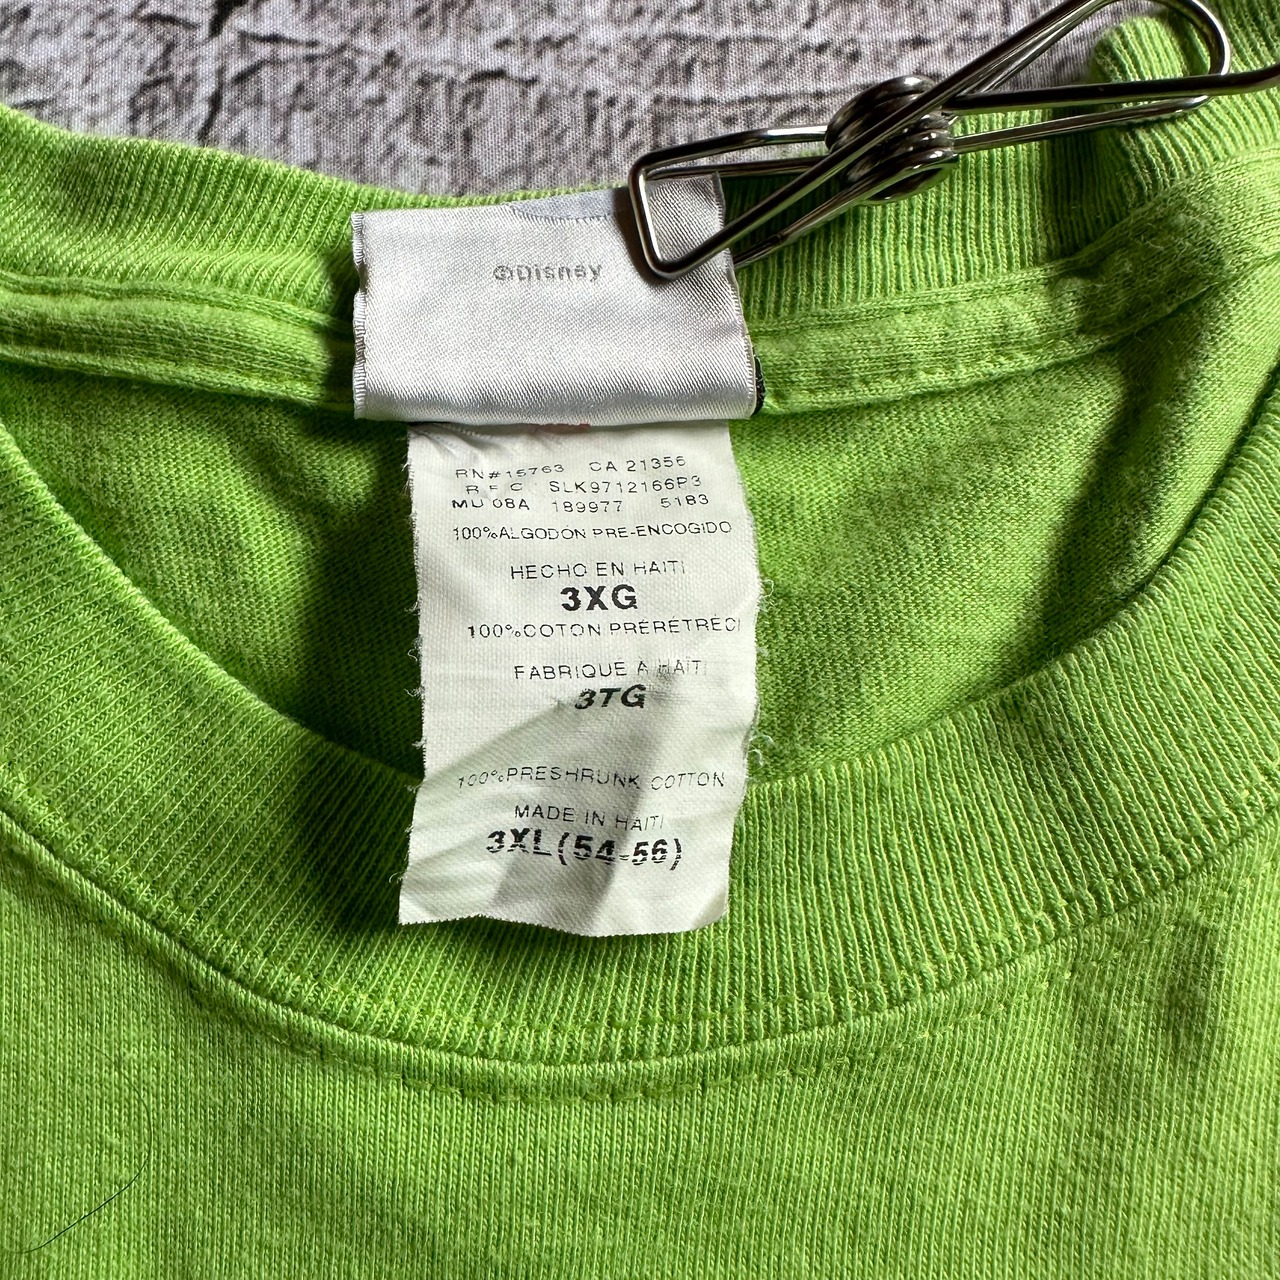 ©Disney
RN#15763 CA 21356
R F C SLK9712166P3
MU 08A 189977 5183
100%ALGODÓN PRE-ENCOGIDO
HECHO EN HAITI
3XG
100%COTON PRÉRÉTRÉCI
FABRIQUE A HAÏTI
3TG
100%PRESHRUNK COTTON
MADE IN HAITI
3XL(54-56)